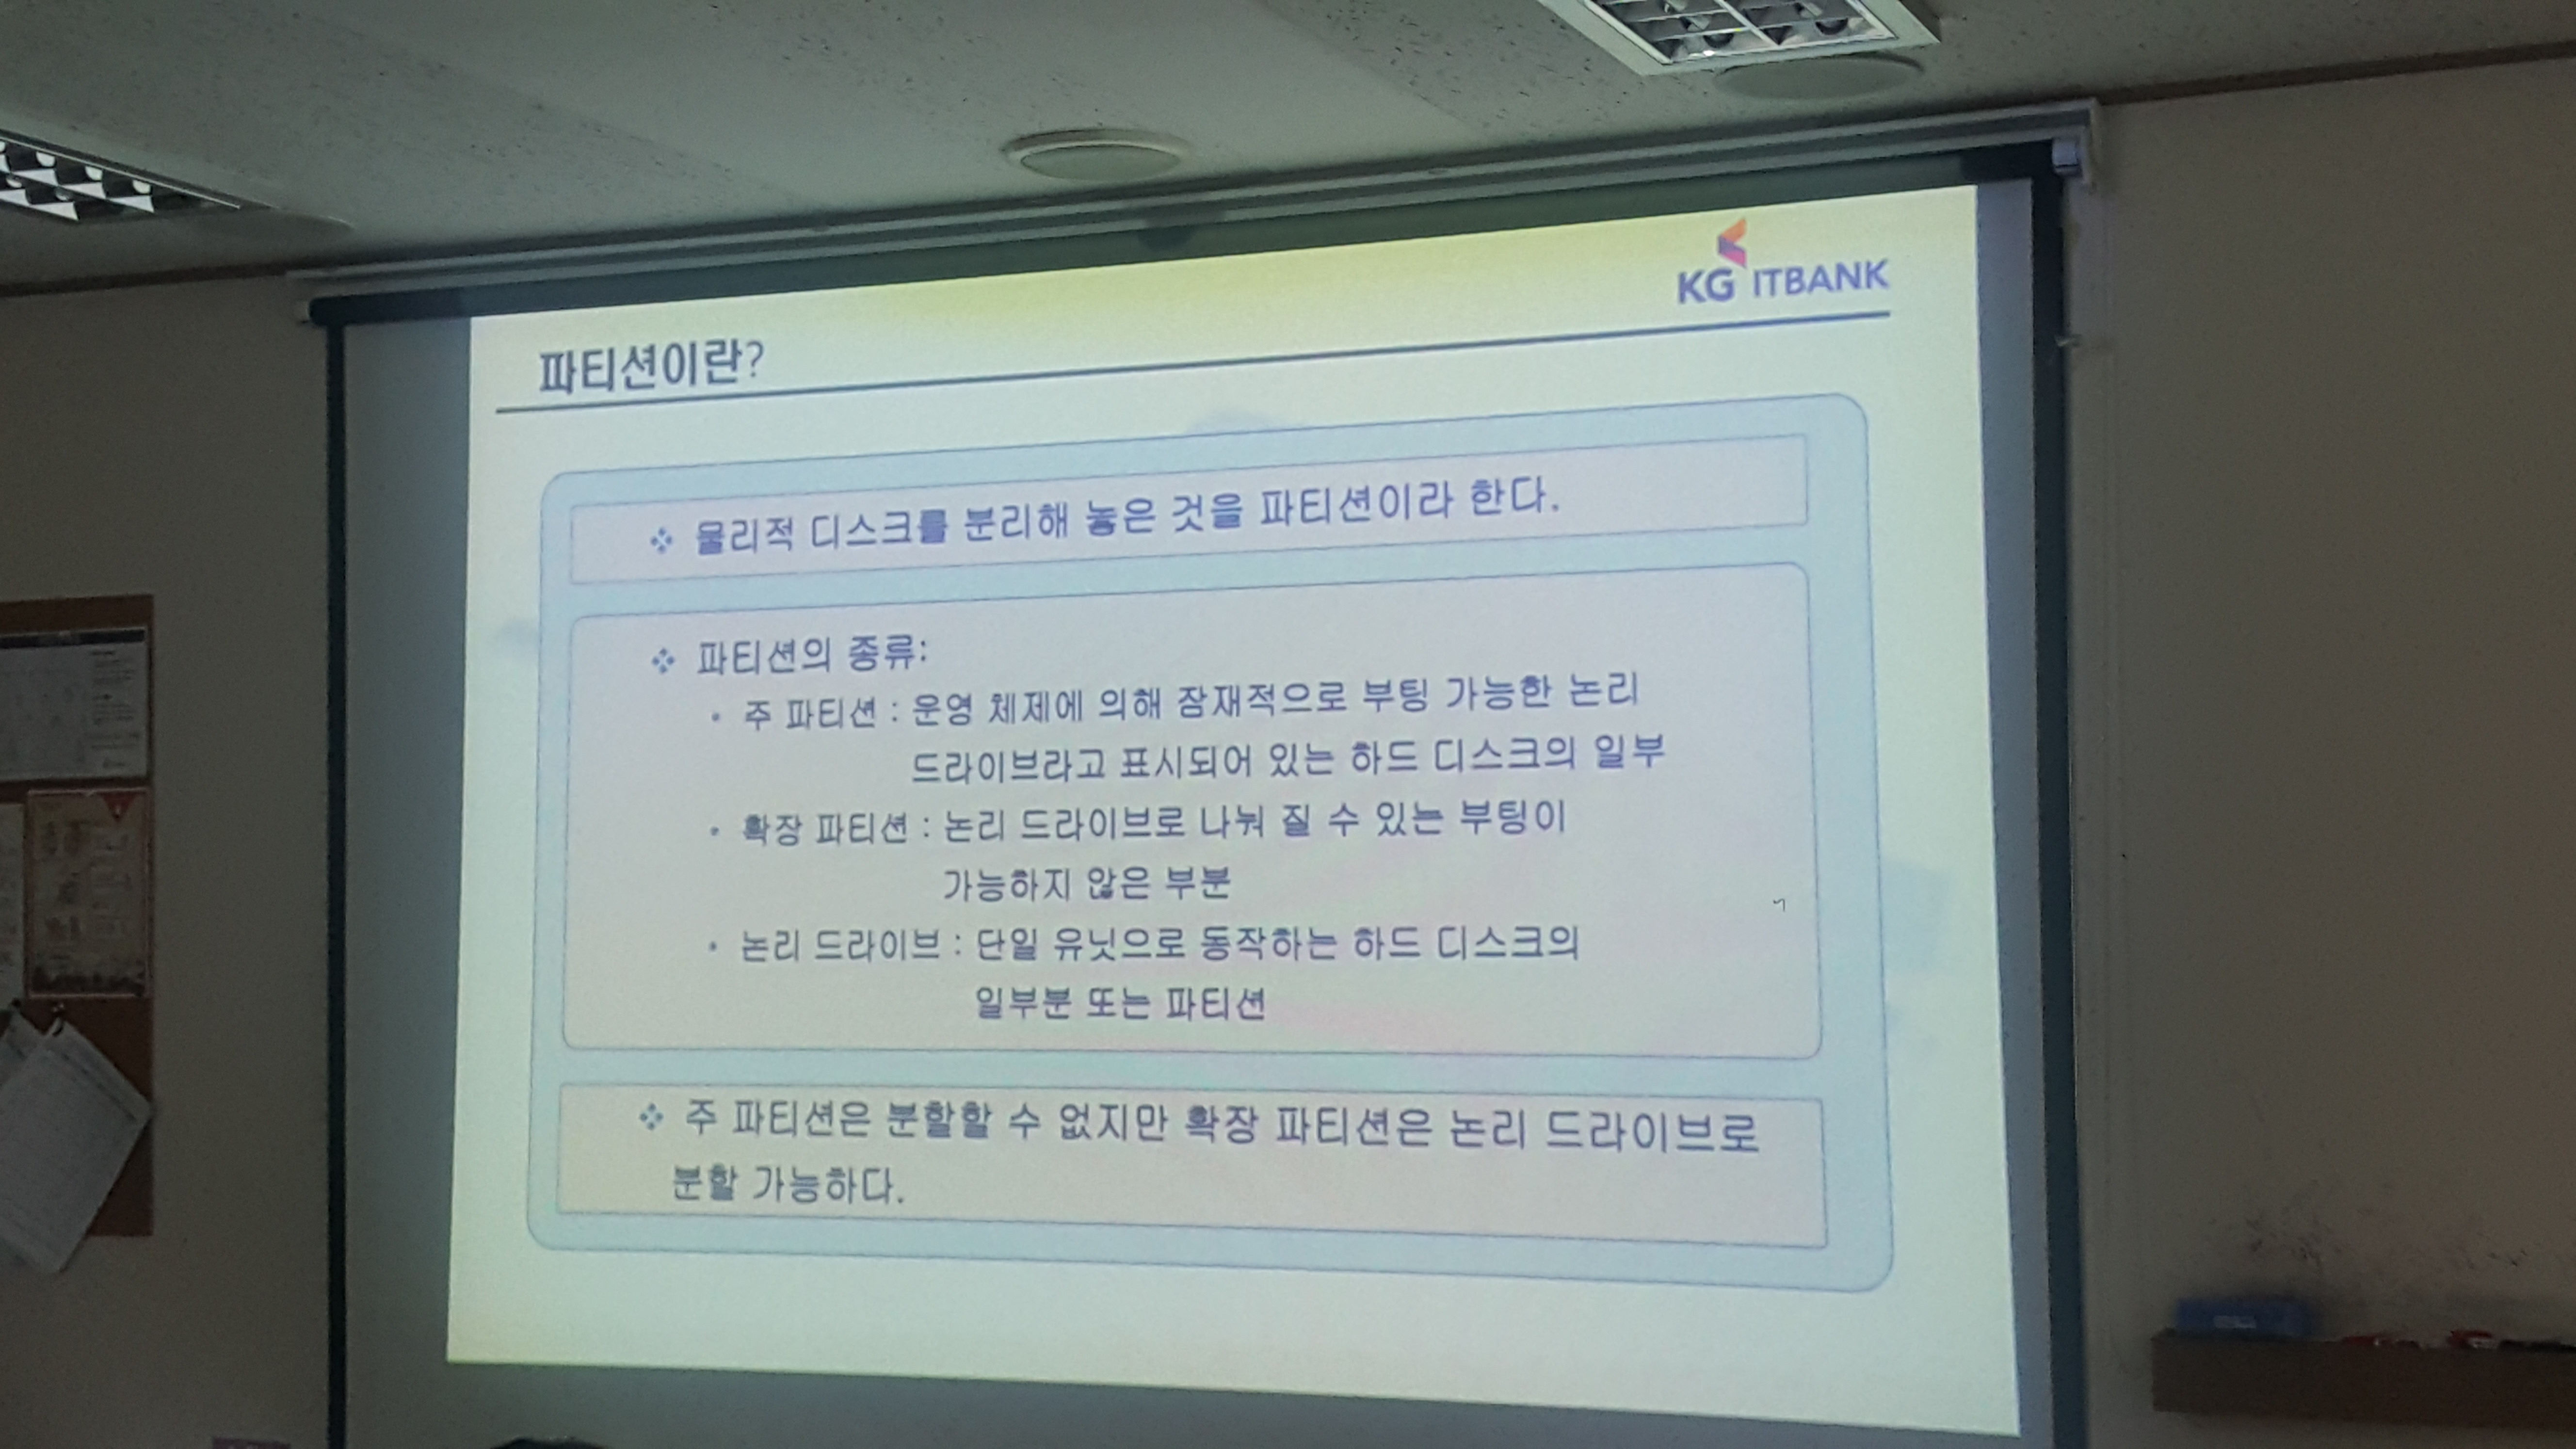 KG ITBANK
파티션이란?
❖ 물리적 디스크를 분리해 놓은 것을 파티션이라 한다.
❖ 파티션의 종류:
• 주 파티션 : 운영 체제에 의해 잠재적으로 부팅 가능한 논리
드라이브라고 표시되어 있는 하드 디스크의 일부
• 확장 파티션 : 논리 드라이브로 나눠 질 수 있는 부팅이
가능하지 않은 부분
• 논리 드라이브 : 단일 유닛으로 동작하는 하드 디스크의
일부분 또는 파티션
❖ 주 파티션은 분할할 수 없지만 확장 파티션은 논리 드라이브로
분할 가능하다.